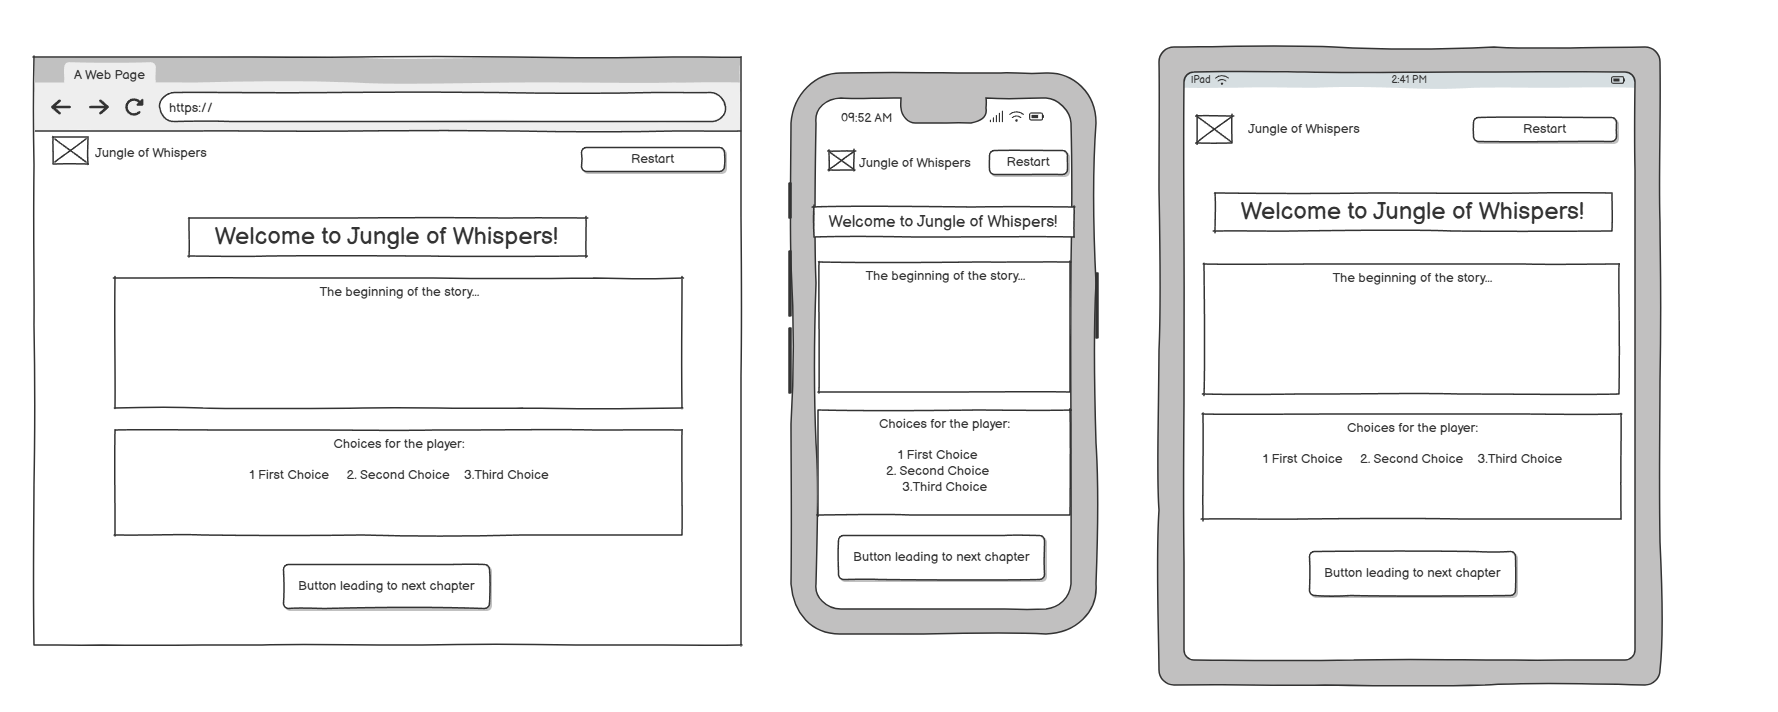 A Web Page
https://
Jungle of Whispers
Restart
Welcome to Jungle of Whispers!
The beginning of the story...
Choices for the player:
1 First Choice 2. Second Choice 3.Third Choice
Button leading to next chapter
09:52 AM
Jungle of Whispers
Restart
Welcome to Jungle of Whispers!
The beginning of the story...
Choices for the player:
1 First Choice
2. Second Choice
3.Third Choice
Button leading to next chapter
iPad
2:41 PM
Jungle of Whispers
Restart
Welcome to Jungle of Whispers!
The beginning of the story...
Choices for the player:
1 First Choice 2. Second Choice 3.Third Choice
Button leading to next chapter